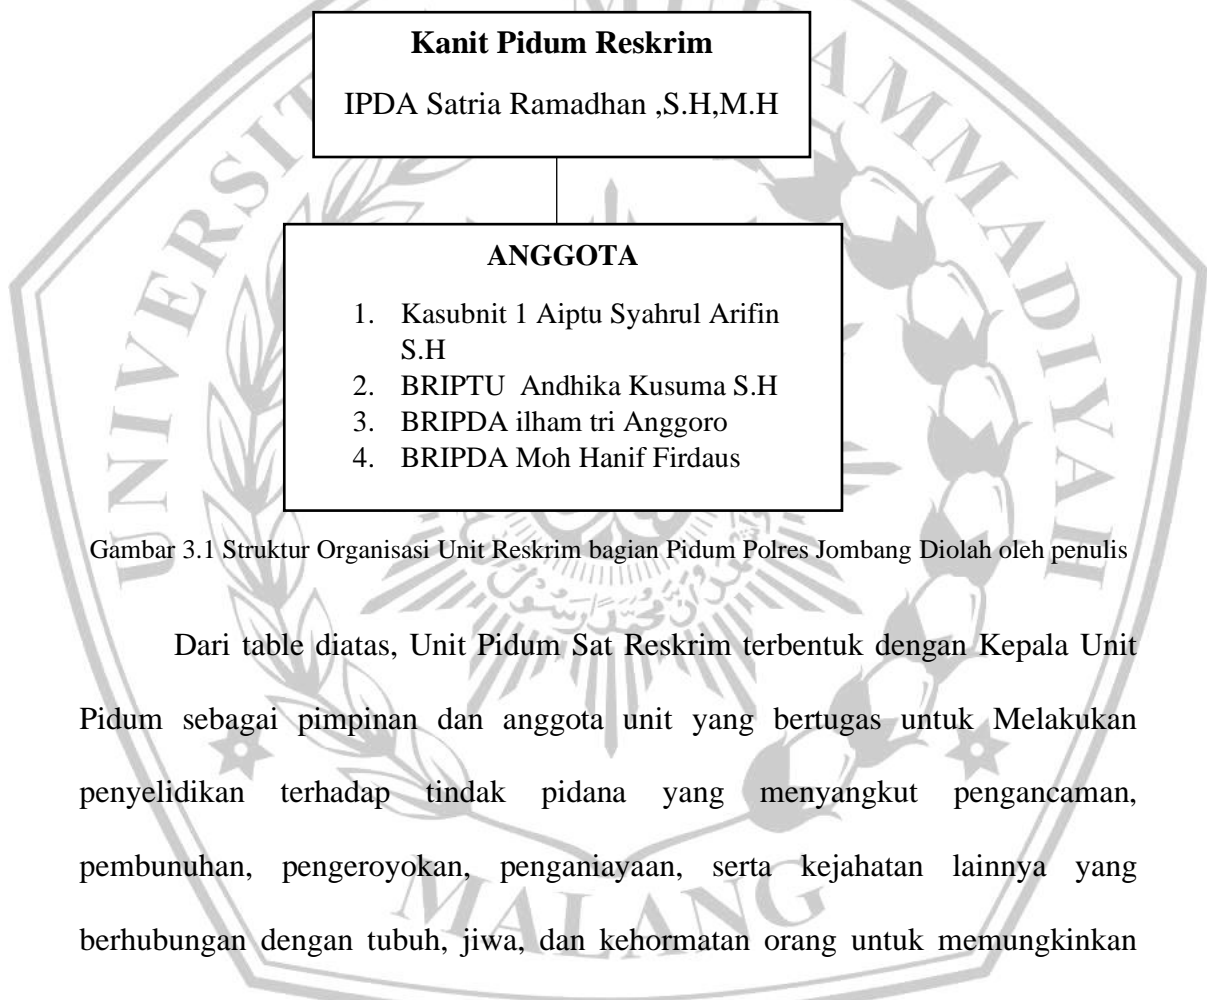 Kanit Pidum Reskrim
IPDA Satria Ramadhan ,S.H,M.H
ANGGOTA
1. Kasubnit 1 Aiptu Syahrul Arifin
S.H
2. BRIPTU  Andhika Kusuma S.H
3. BRIPDA ilham tri Anggoro
4. BRIPDA Moh Hanif Firdaus
Gambar 3.1 Struktur Organisasi Unit Reskrim bagian Pidum Polres Jombang Diolah oleh penulis
Dari table diatas, Unit Pidum Sat Reskrim terbentuk dengan Kepala Unit
Pidum sebagai pimpinan dan anggota unit yang bertugas untuk Melakukan
penyelidikan terhadap tindak pidana yang menyangkut pengancaman,
pembunuhan, pengeroyokan, penganiayaan, serta kejahatan lainnya yang
berhubungan dengan tubuh, jiwa, dan kehormatan orang untuk memungkinkan
MALANG